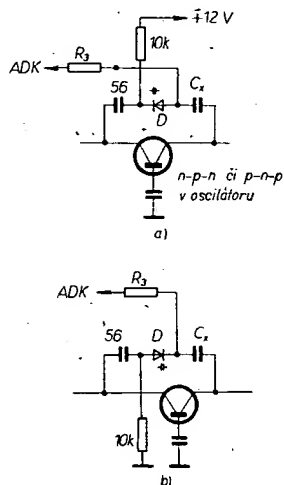 ∓12 V
10k
ADK
R₃
56
D
Cₓ
n-p-n či p-n-p
v oscilátoru
a)
ADK
R₃
56
D
Cₓ
10k
b)